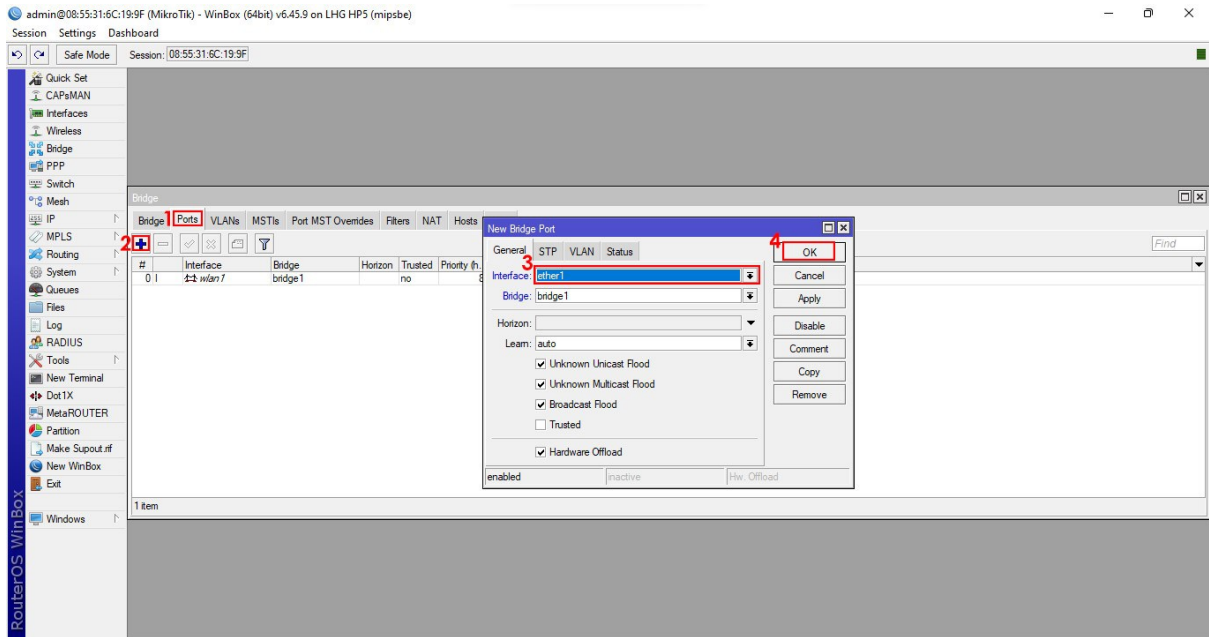 admin@08:55:31:6C:19:9F (MikroTik) - WinBox (64bit) v6.45.9 on LHG HP5 (mipsbe)
Session Settings Dashboard
Safe Mode Session: 08:55:31:6C:19:9F
Quick Set
CAPsMAN
Interfaces
Wireless
Bridge
PPP
Switch
Mesh
IP
MPLS
Routing
System
Queues
Files
Log
RADIUS
Tools
New Terminal
Dot1X
MetaROUTER
Partition
Make Supout.rif
New WinBox
Exit
Windows
RouterOS WinBox
Bridge
1
Bridge Ports VLANs MSTIs Port MST Overrides Filters NAT Hosts
2
Find
# Interface Bridge Horizon Trusted Priority (h.
0 I wlan1 bridge1 no 8
1 item
New Bridge Port
General STP VLAN Status
3
Interface: ether1
Bridge: bridge1
Horizon:
Learn: auto
Unknown Unicast Flood
Unknown Multicast Flood
Broadcast Flood
Trusted
Hardware Offload
enabled inactive Hw. Offload
4
OK
Cancel
Apply
Disable
Comment
Copy
Remove